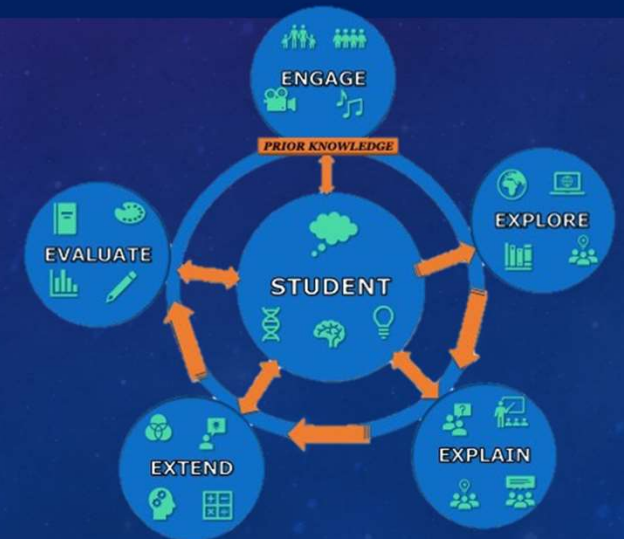 ENGAGE
PRIOR KNOWLEDGE
EXPLORE
EVALUATE
STUDENT
EXPLAIN
EXTEND